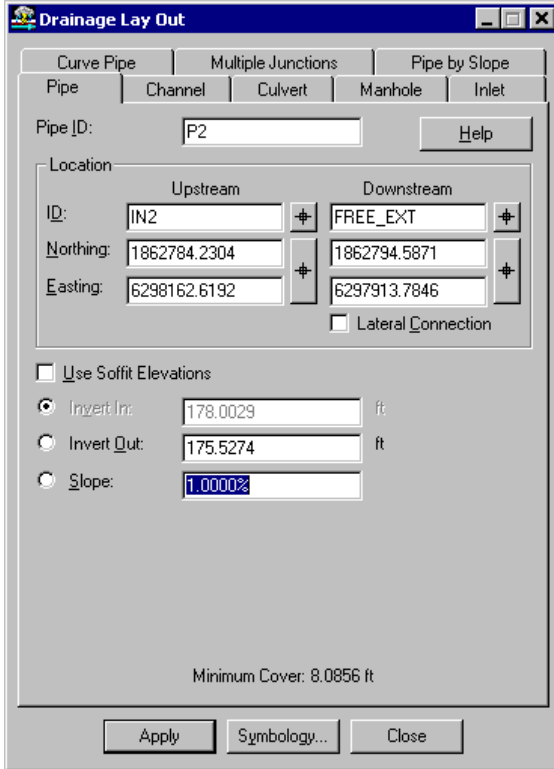 Drainage Lay Out
Curve Pipe Multiple Junctions Pipe by Slope
Pipe Channel Culvert Manhole Inlet
Pipe ID: P2 Help
Location
Upstream Downstream
ID: IN2 FREE_EXT
Northing: 1862784.2304 1862794.5871
Easting: 6298162.6192 6297913.7846
Lateral Connection
Use Soffit Elevations
Invert In: 178.0029 ft
Invert Out: 175.5274 ft
Slope: 1.0000%
Minimum Cover: 8.0856 ft
Apply Symbology... Close